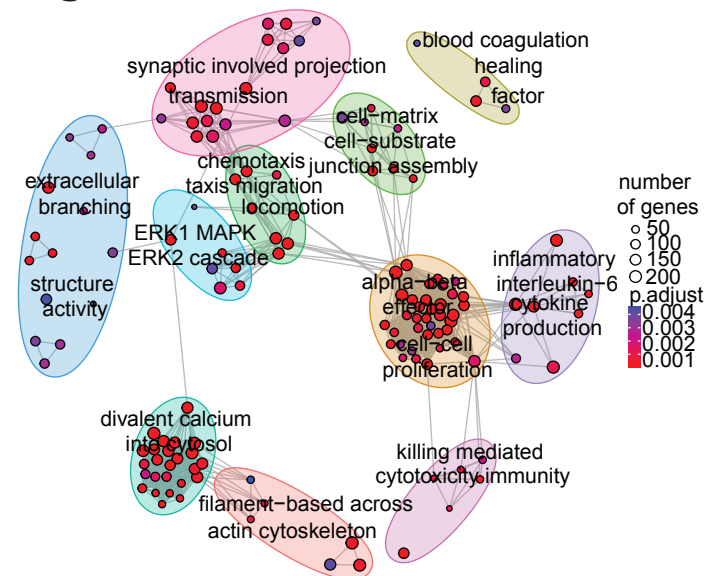 blood coagulation
healing
factor
synaptic involved projection
transmission
cell−matrix
cell−substrate
junction assembly
chemotaxis
taxis migration
locomotion
extracellular
branching
ERK1 MAPK
ERK2 cascade
structure
activity
alpha−beta
effector
cell−cell
proliferation
inflammatory
interleukin−6
cytokine
production
number
of genes
50
100
150
200
p.adjust
0.004
0.003
0.002
0.001
divalent calcium
into cytosol
killing mediated
cytotoxicity immunity
filament−based across
actin cytoskeleton